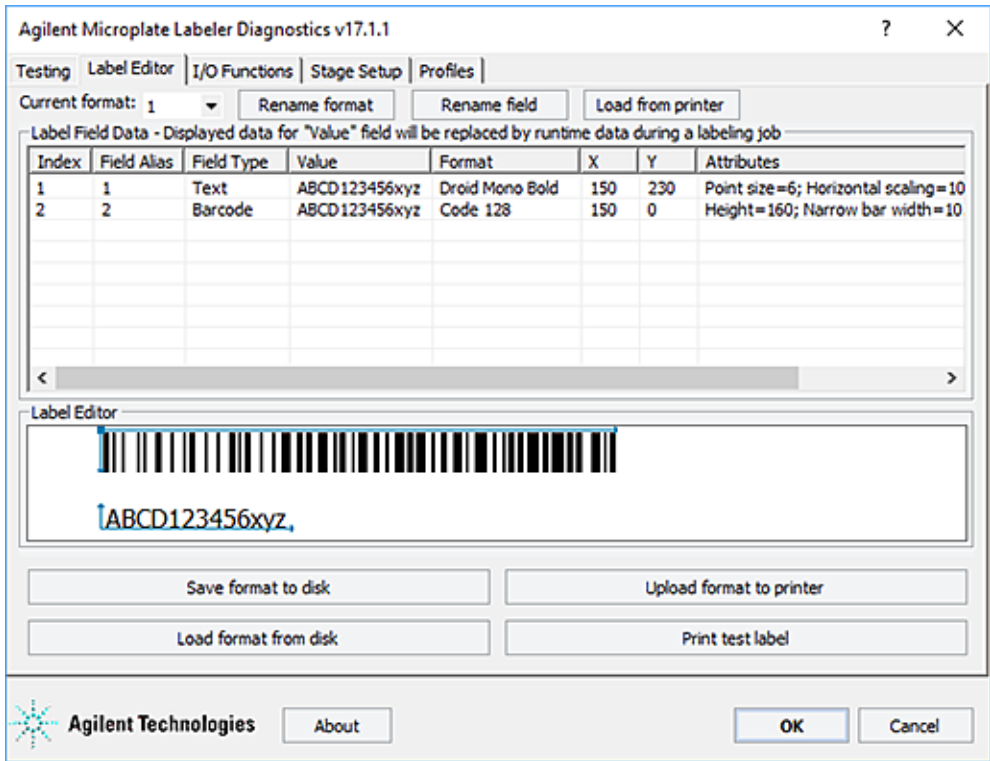 Agilent Microplate Labeler Diagnostics v17.1.1 ?
Testing Label Editor I/O Functions Stage Setup Profiles
Current format: 1 Rename format Rename field Load from printer
Label Field Data - Displayed data for "Value" field will be replaced by runtime data during a labeling job
Index Field Alias Field Type Value Format X Y Attributes
1 1 Text ABCD123456xyz Droid Mono Bold 150 230 Point size=6; Horizontal scaling=10
2 2 Barcode ABCD123456xyz Code 128 150 0 Height=160; Narrow bar width=10
Label Editor
ABCD123456xyz
Save format to disk Upload format to printer
Load format from disk Print test label
Agilent Technologies About OK Cancel